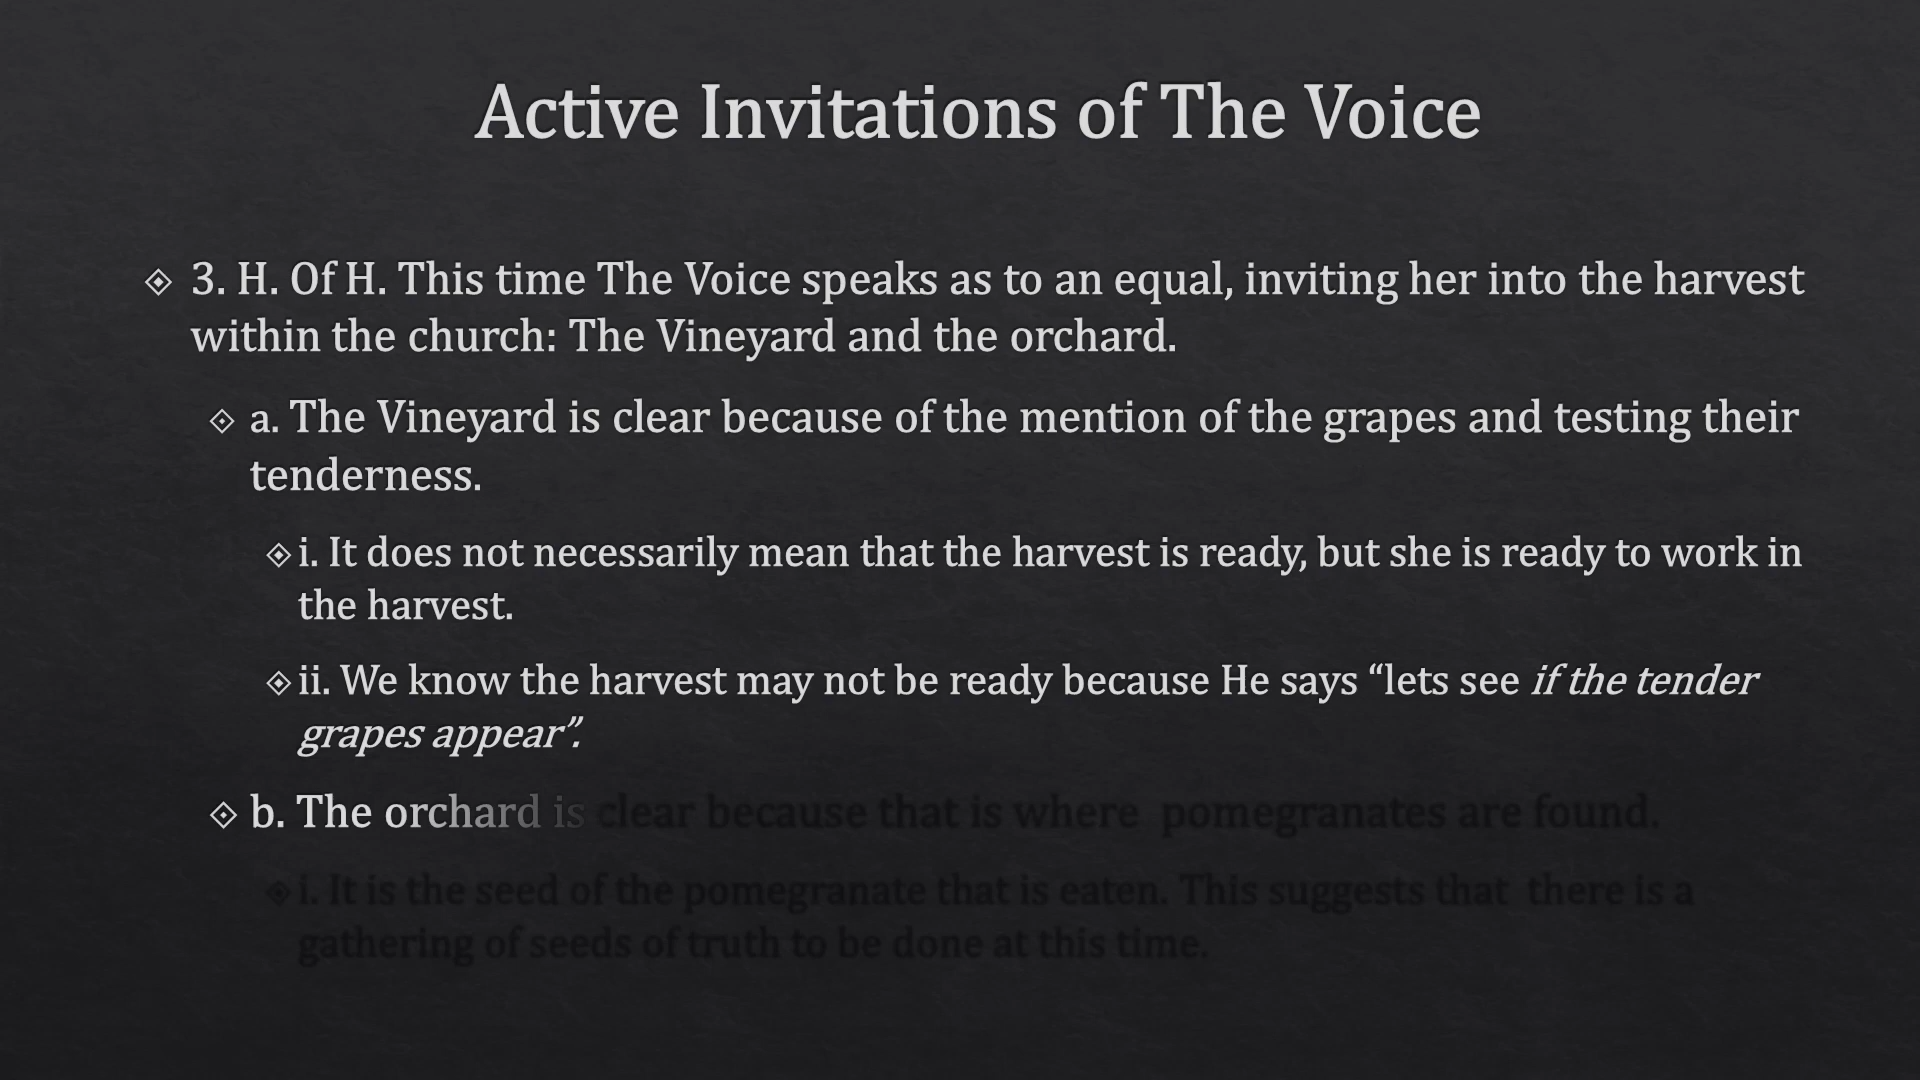 Active Invitations of The Voice
3. H. Of H. This time The Voice speaks as to an equal, inviting her into the harvest
within the church: The Vineyard and the orchard.
a. The Vineyard is clear because of the mention of the grapes and testing their
tenderness.
i. It does not necessarily mean that the harvest is ready, but she is ready to work in
the harvest.
ii. We know the harvest may not be ready because He says “lets see if the tender
grapes appear”.
b. The orchard is clear because that is where pomegranates are found.
i. It is the seed of the pomegranate that is eaten. This suggests that there is a
gathering of seeds of truth to be done at this time.